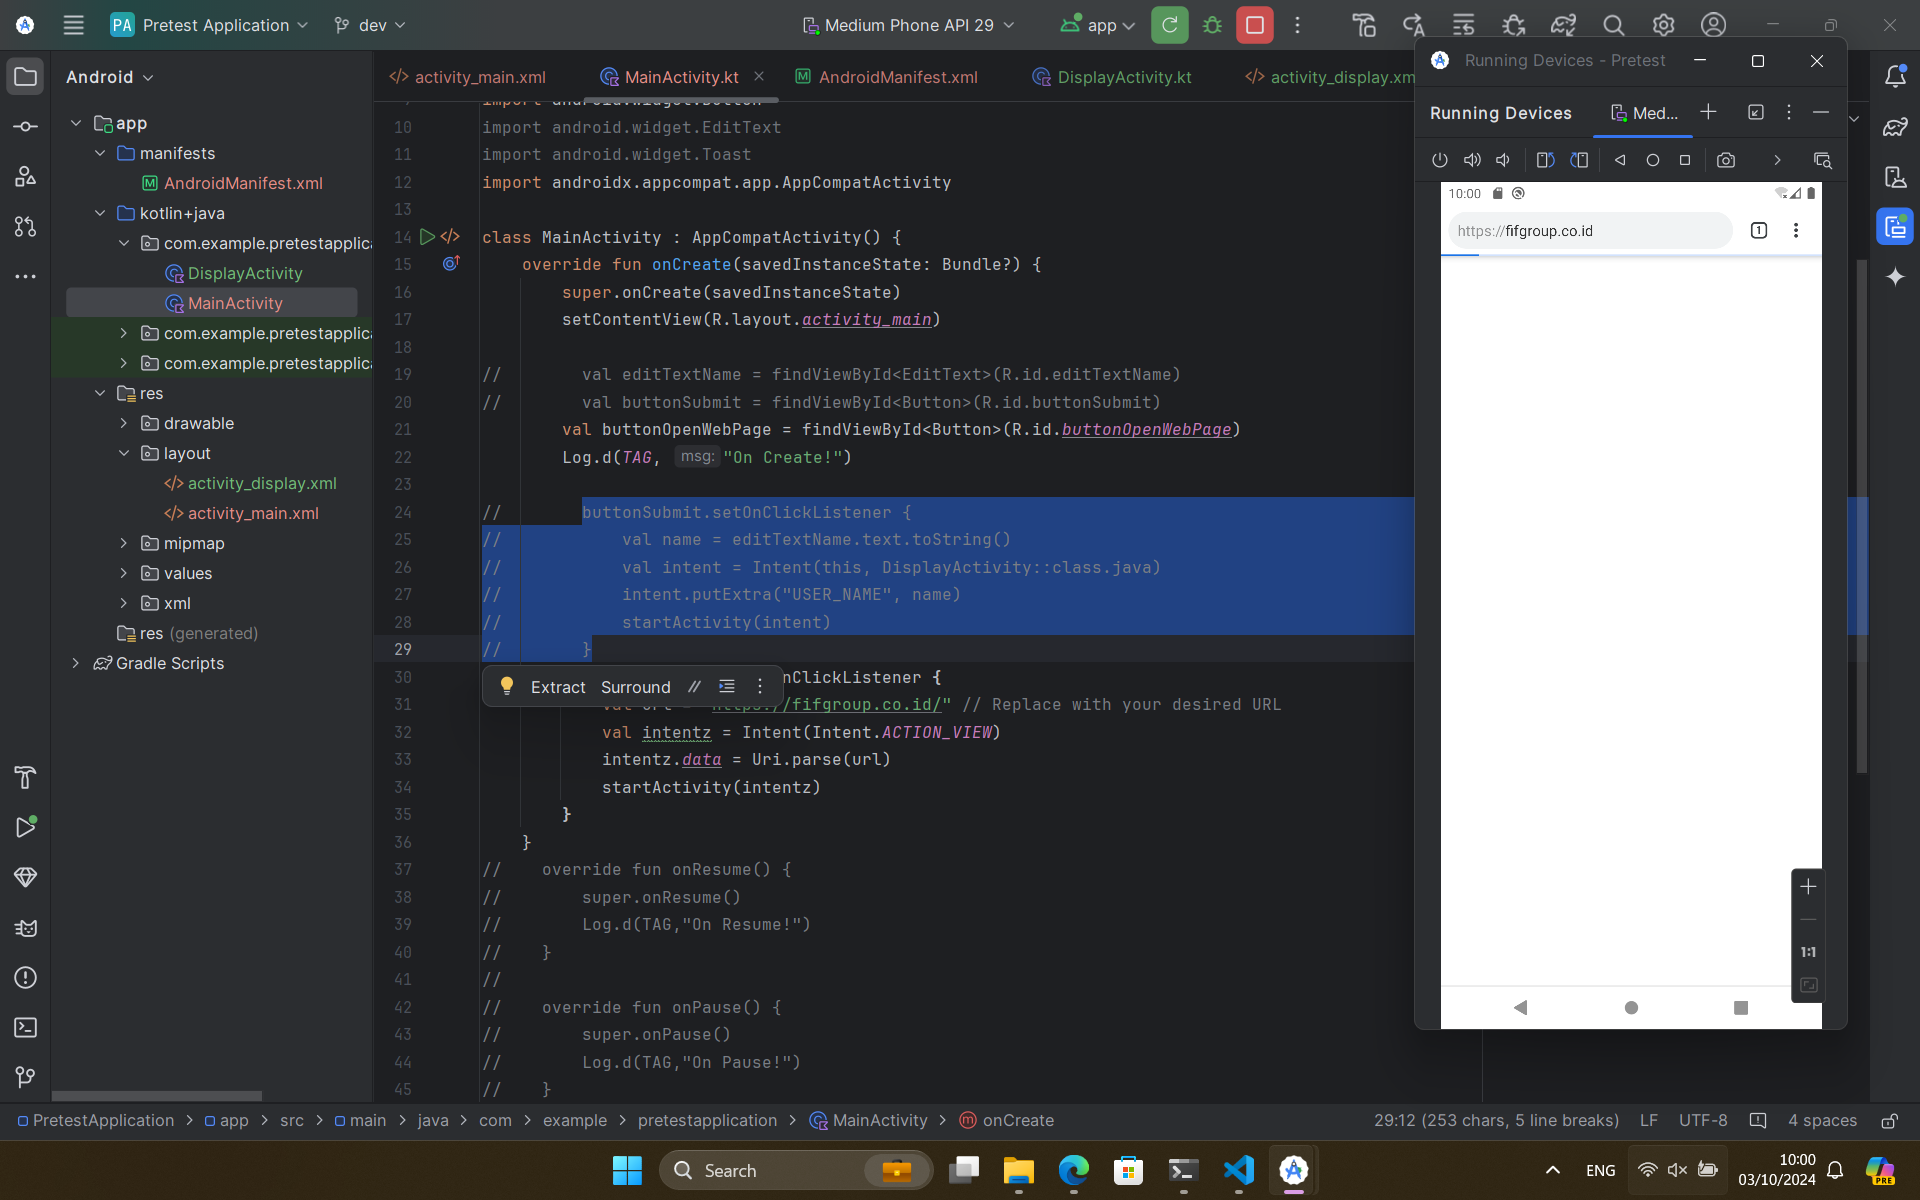 PA Pretest Application
dev
Medium Phone API 29
app
Running Devices - Pretest
Android
activity_main.xml
MainActivity.kt
AndroidManifest.xml
DisplayActivity.kt
activity_display.xm
Running Devices
Med...
app
manifests
AndroidManifest.xml
kotlin+java
com.example.pretestapplic
DisplayActivity
MainActivity
com.example.pretestapplic
com.example.pretestapplic
res
drawable
layout
activity_display.xml
activity_main.xml
mipmap
values
xml
res (generated)
Gradle Scripts
10 import android.widget.EditText
11 import android.widget.Toast
12 import androidx.appcompat.app.AppCompatActivity
13
14 class MainActivity : AppCompatActivity() {
15 override fun onCreate(savedInstanceState: Bundle?) {
16 super.onCreate(savedInstanceState)
17 setContentView(R.layout.activity_main)
18
19 // val editTextName = findViewById<EditText>(R.id.editTextName)
20 // val buttonSubmit = findViewById<Button>(R.id.buttonSubmit)
21 val buttonOpenWebPage = findViewById<Button>(R.id.buttonOpenWebPage)
22 Log.d(TAG, msg: "On Create!")
23
24 // buttonSubmit.setOnClickListener {
25 // val name = editTextName.text.toString()
26 // val intent = Intent(this, DisplayActivity::class.java)
27 // intent.putExtra("USER_NAME", name)
28 // startActivity(intent)
29 // }
30 nClickListener {
Extract Surround //
31 https://fifgroup.co.id/" // Replace with your desired URL
32 val intentz = Intent(Intent.ACTION_VIEW)
33 intentz.data = Uri.parse(url)
34 startActivity(intentz)
35 }
36 }
37 // override fun onResume() {
38 // super.onResume()
39 // Log.d(TAG,"On Resume!")
40 // }
41 //
42 // override fun onPause() {
43 // super.onPause()
44 // Log.d(TAG,"On Pause!")
45 // }
10:00
https://fifgroup.co.id
1
1:1
PretestApplication > app > src > main > java > com > example > pretestapplication > MainActivity > onCreate
29:12 (253 chars, 5 line breaks) LF UTF-8 4 spaces
Search
ENG
10:00
03/10/2024
PRE